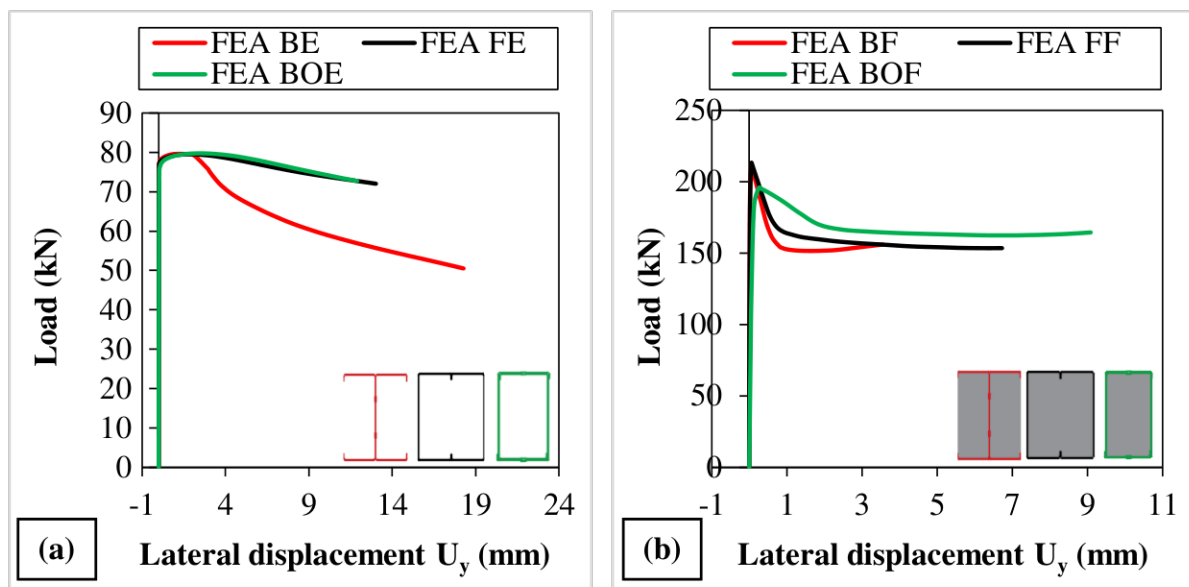 FEA BE FEA FE
FEA BOE
90
80
70
60
50
40
30
20
10
0
-1 4 9 14 19 24
Load (kN)
Lateral displacement Uy (mm)
(a)
FEA BF FEA FF
FEA BOF
250
200
150
100
50
0
-1 1 3 5 7 9 11
Load (kN)
Lateral displacement Uy (mm)
(b)